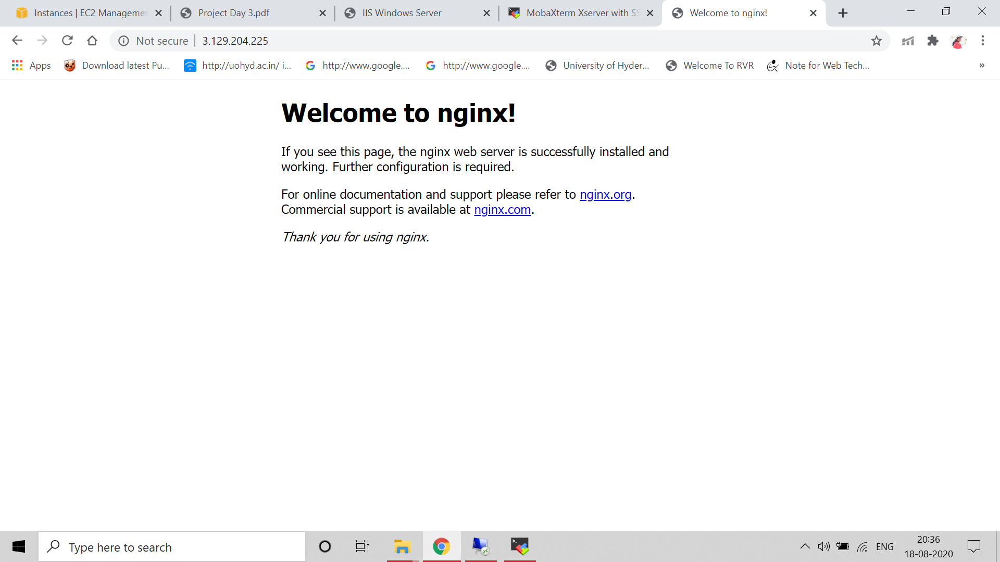 Instances | EC2 Managemen
Project Day 3.pdf
IIS Windows Server
MobaXterm Xserver with SS
Welcome to nginx!
Not secure
3.129.204.225
Apps
Download latest Pu...
http://uohyd.ac.in/ i...
http://www.google....
http://www.google....
University of Hyder...
Welcome To RVR
Note for Web Tech...
»
Welcome to nginx!
If you see this page, the nginx web server is successfully installed and
working. Further configuration is required.
For online documentation and support please refer to nginx.org.
Commercial support is available at nginx.com.
Thank you for using nginx.
Type here to search
ENG
20:36
18-08-2020